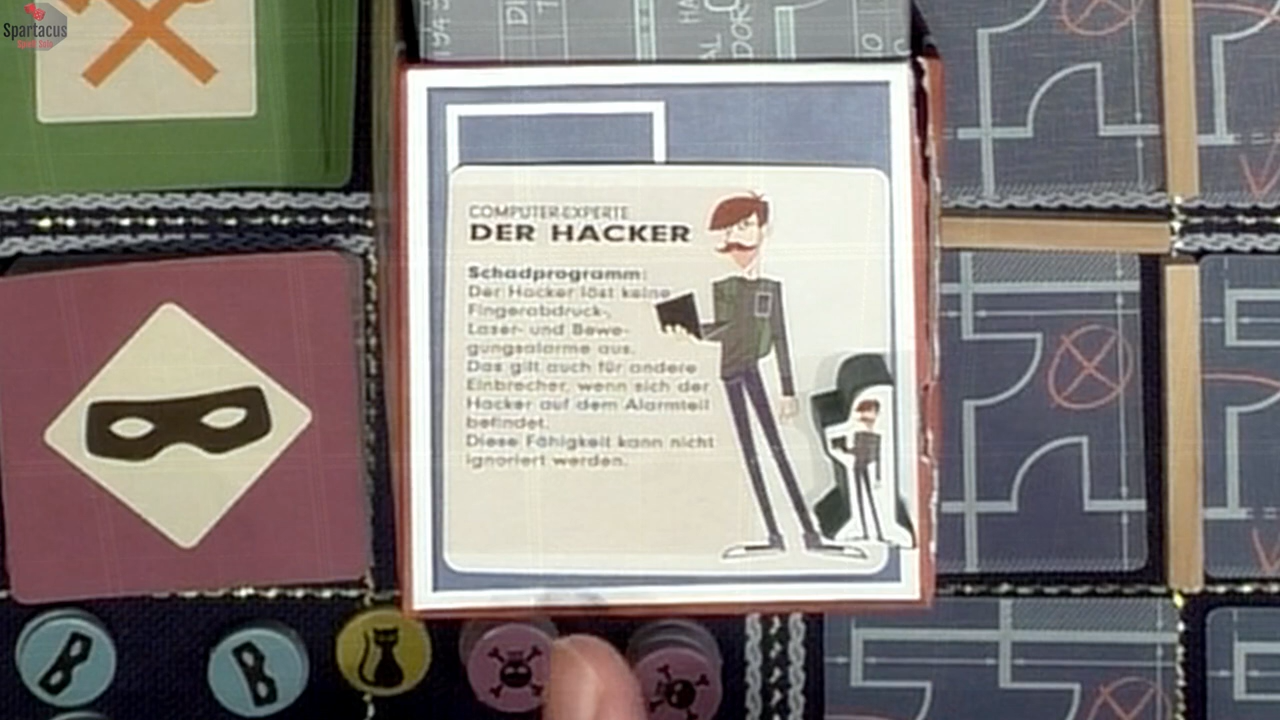 Spartacus
COMPUTER-EXPERTE
DER HACKER
Schadprogramm:
Der Hacker löst keine
Fingerabdruck-,
Laser- und Bewe-
gungsalarme aus.
Das gilt auch für andere
Einbrecher, wenn sich der
Hacker auf dem Alarmteil
befindet.
Diese Fähigkeit kann nicht
ignoriert werden.